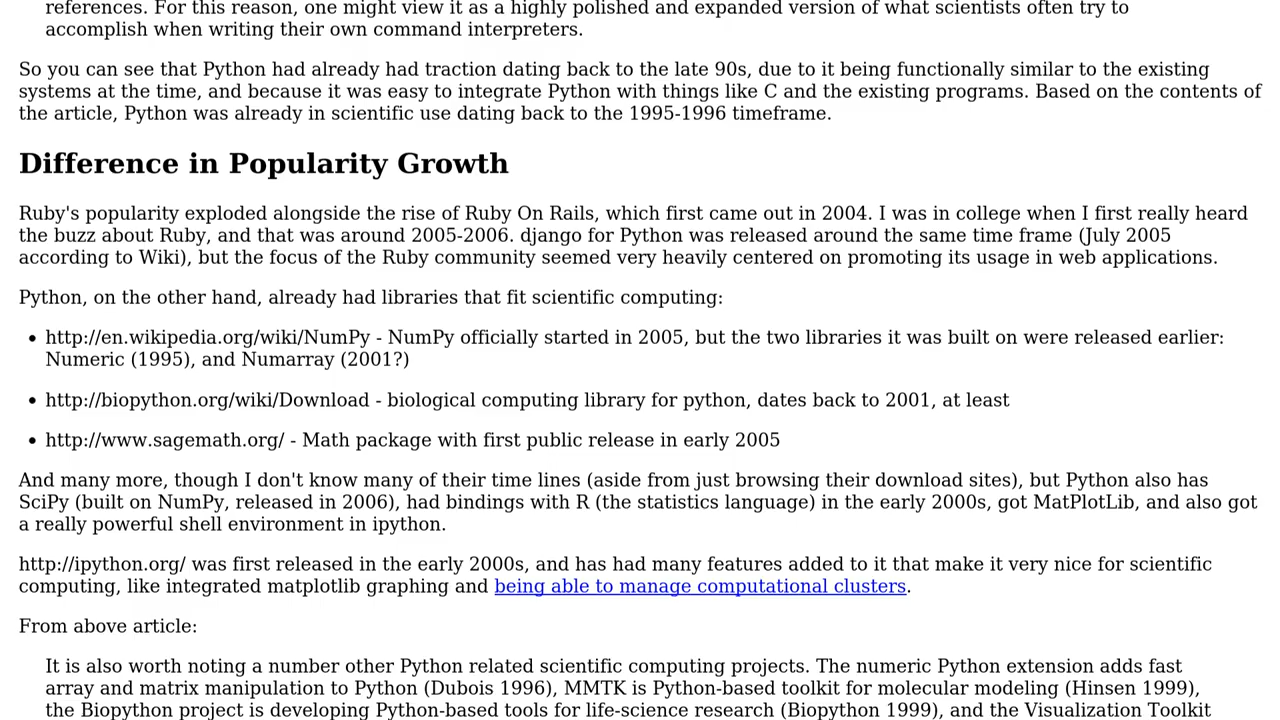 references. For this reason, one might view it as a highly polished and expanded version of what scientists often try to
accomplish when writing their own command interpreters.
So you can see that Python had already had traction dating back to the late 90s, due to it being functionally similar to the existing
systems at the time, and because it was easy to integrate Python with things like C and the existing programs. Based on the contents of
the article, Python was already in scientific use dating back to the 1995-1996 timeframe.
Difference in Popularity Growth
Ruby's popularity exploded alongside the rise of Ruby On Rails, which first came out in 2004. I was in college when I first really heard
the buzz about Ruby, and that was around 2005-2006. django for Python was released around the same time frame (July 2005
according to Wiki), but the focus of the Ruby community seemed very heavily centered on promoting its usage in web applications.
Python, on the other hand, already had libraries that fit scientific computing:
• http://en.wikipedia.org/wiki/NumPy - NumPy officially started in 2005, but the two libraries it was built on were released earlier:
Numeric (1995), and Numarray (2001?)
• http://biopython.org/wiki/Download - biological computing library for python, dates back to 2001, at least
• http://www.sagemath.org/ - Math package with first public release in early 2005
And many more, though I don't know many of their time lines (aside from just browsing their download sites), but Python also has
SciPy (built on NumPy, released in 2006), had bindings with R (the statistics language) in the early 2000s, got MatPlotLib, and also got
a really powerful shell environment in ipython.
http://ipython.org/ was first released in the early 2000s, and has had many features added to it that make it very nice for scientific
computing, like integrated matplotlib graphing and being able to manage computational clusters.
From above article:
It is also worth noting a number other Python related scientific computing projects. The numeric Python extension adds fast
array and matrix manipulation to Python (Dubois 1996), MMTK is Python-based toolkit for molecular modeling (Hinsen 1999),
the Biopython project is developing Python-based tools for life-science research (Biopython 1999), and the Visualization Toolkit